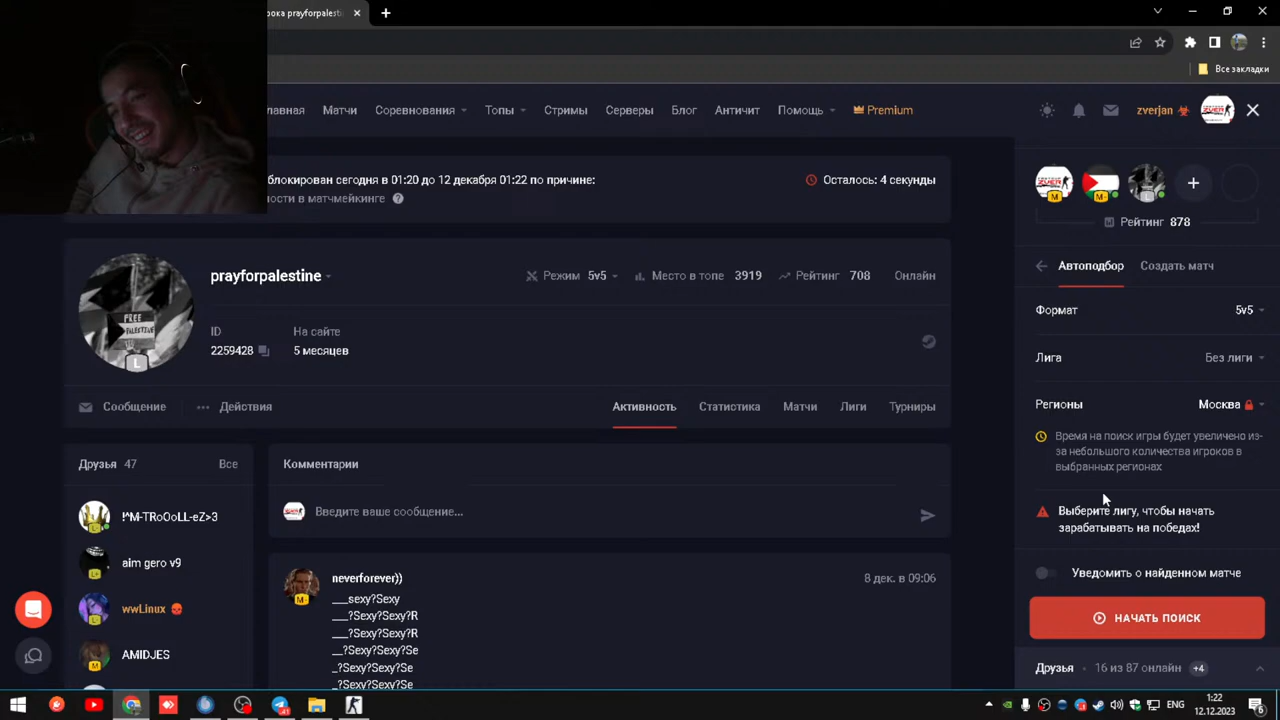 рока prayforpalesti
Все закладки
лавная Матчи Соревнования Топы Стримы Серверы Блог Античит Помощь Premium zverjan
блокирован сегодня в 01:20 до 12 декабря 01:22 по причине:
ности в матчмейкинге
Осталось: 4 секунды
prayforpalestine
Режим 5v5 Место в топе 3919 Рейтинг 708 Онлайн
ID На сайте
2259428 5 месяцев
FREE
PALESTINE
L
Сообщение Действия Активность Статистика Матчи Лиги Турниры
Друзья 47 Все
!^M-TRoOoLL-eZ>3
aim gero v9
wwLinux
AMIDJES
Комментарии
Введите ваше сообщение...
neverforever)) 8 дек. в 09:06
___sexy?Sexy
___?Sexy?Sexy?R
___?Sexy?Sexy?R
__?Sexy?Sexy?Se
_?Sexy?Sexy?Se
_?Sexy?Sexy?Se
ZVER
M M- L
Рейтинг 878
Автоподбор Создать матч
Формат 5v5
Лига Без лиги
Регионы Москва
Время на поиск игры будет увеличено из-
за небольшого количества игроков в
выбранных регионах
Выберите лигу, чтобы начать
зарабатывать на победах!
Уведомить о найденном матче
НАЧАТЬ ПОИСК
Друзья 16 из 87 онлайн +4
ENG
1:22
12.12.2023